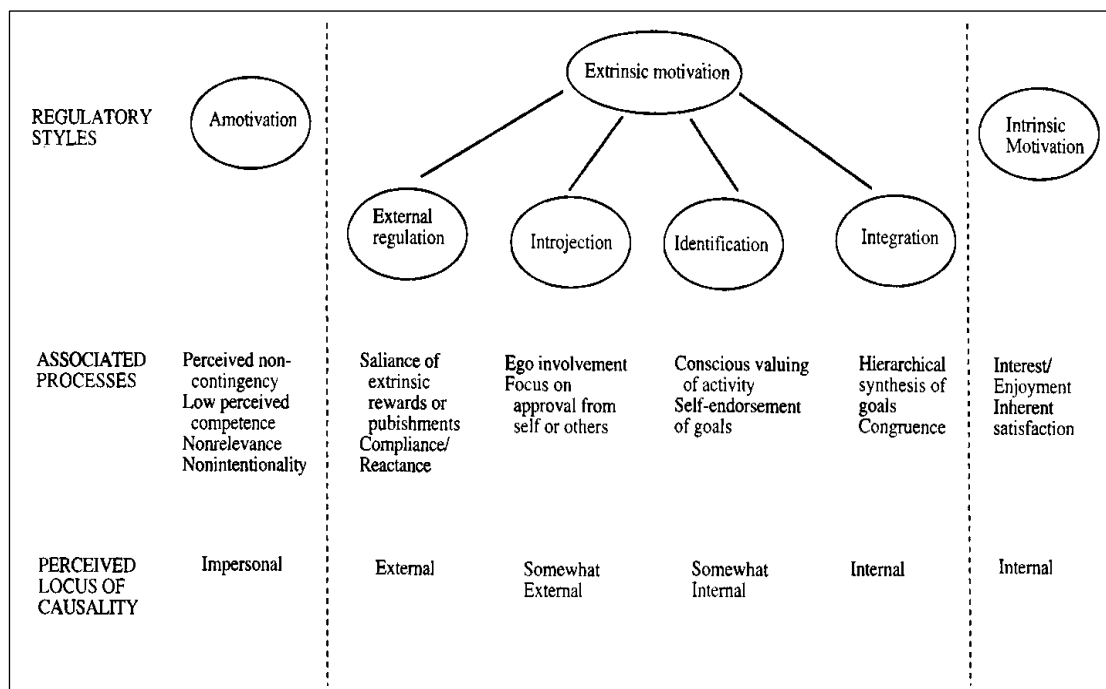 Extrinsic motivation
REGULATORY
STYLES
Amotivation
Intrinsic
Motivation
External
regulation
Introjection
Identification
Integration
ASSOCIATED
PROCESSES
Perceived non-
contingency
Low perceived
competence
Nonrelevance
Nonintentionality
Saliance of
extrinsic
rewards or
pubishments
Compliance/
Reactance
Ego involvement
Focus on
approval from
self or others
Conscious valuing
of activity
Self-endorsement
of goals
Hierarchical
synthesis of
goals
Congruence
Interest/
Enjoyment
Inherent
satisfaction
PERCEIVED
LOCUS OF
CAUSALITY
Impersonal
External
Somewhat
External
Somewhat
Internal
Internal
Internal